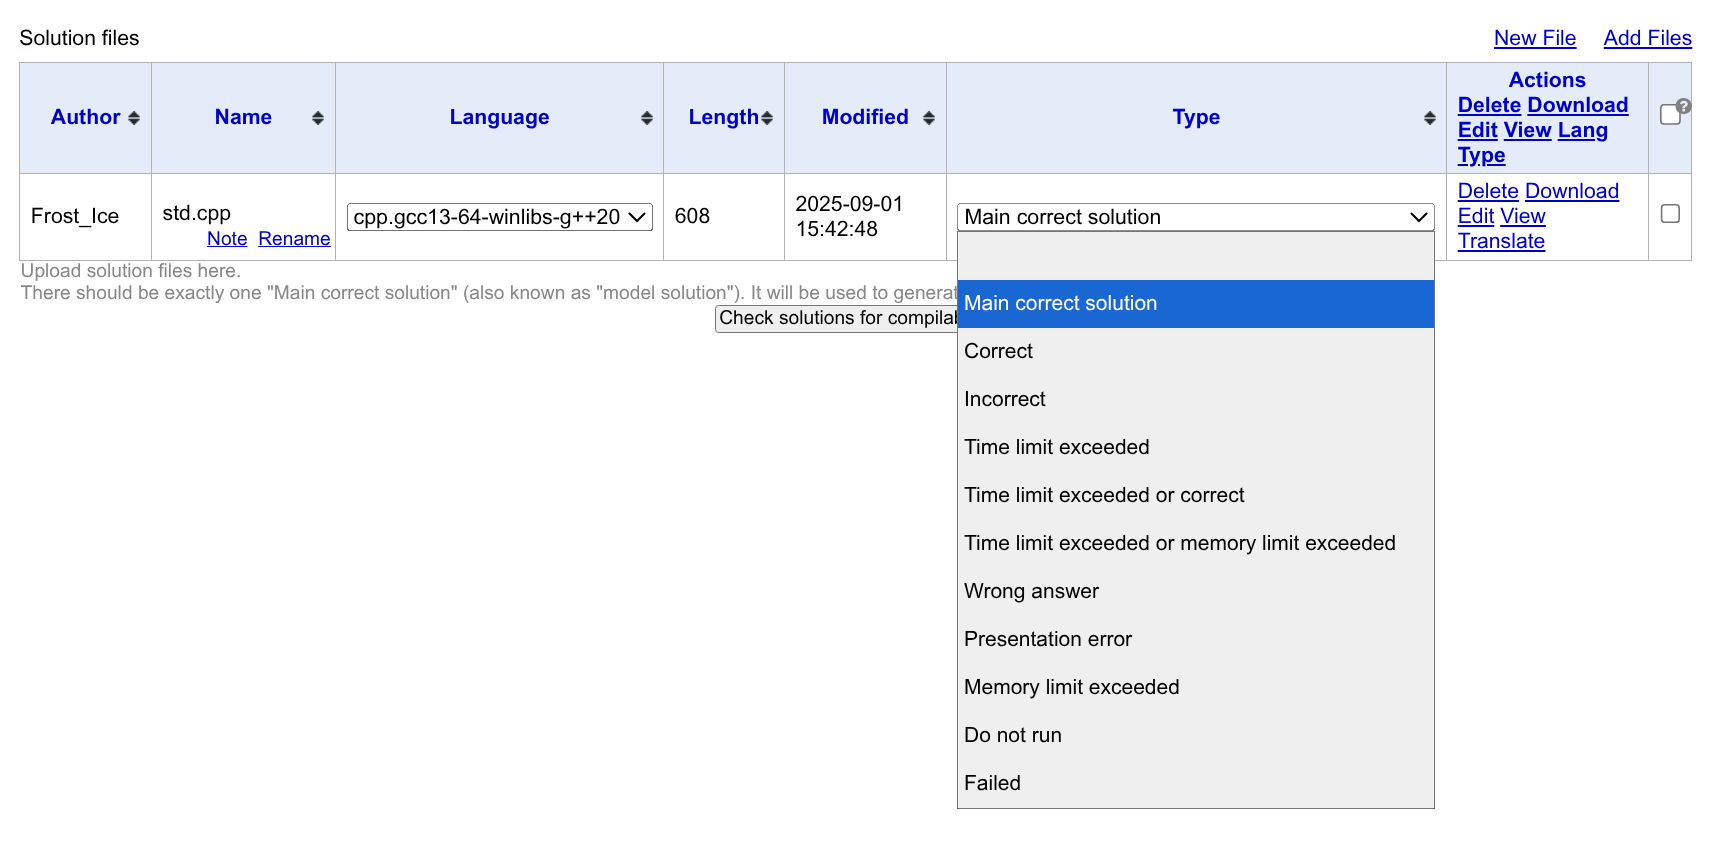 Solution files
New File Add Files
Author Name Language Length Modified Type Actions
Delete Download
Edit View Lang
Type
?
Frost_Ice
std.cpp
Note Rename
cpp.gcc13-64-winlibs-g++20
608
2025-09-01
15:42:48
Main correct solution
Delete Download
Edit View
Translate
Upload solution files here.
There should be exactly one "Main correct solution" (also known as "model solution"). It will be used to
Check solutions for
Main correct solution
Correct
Incorrect
Time limit exceeded
Time limit exceeded or correct
Time limit exceeded or memory limit exceeded
Wrong answer
Presentation error
Memory limit exceeded
Do not run
Failed